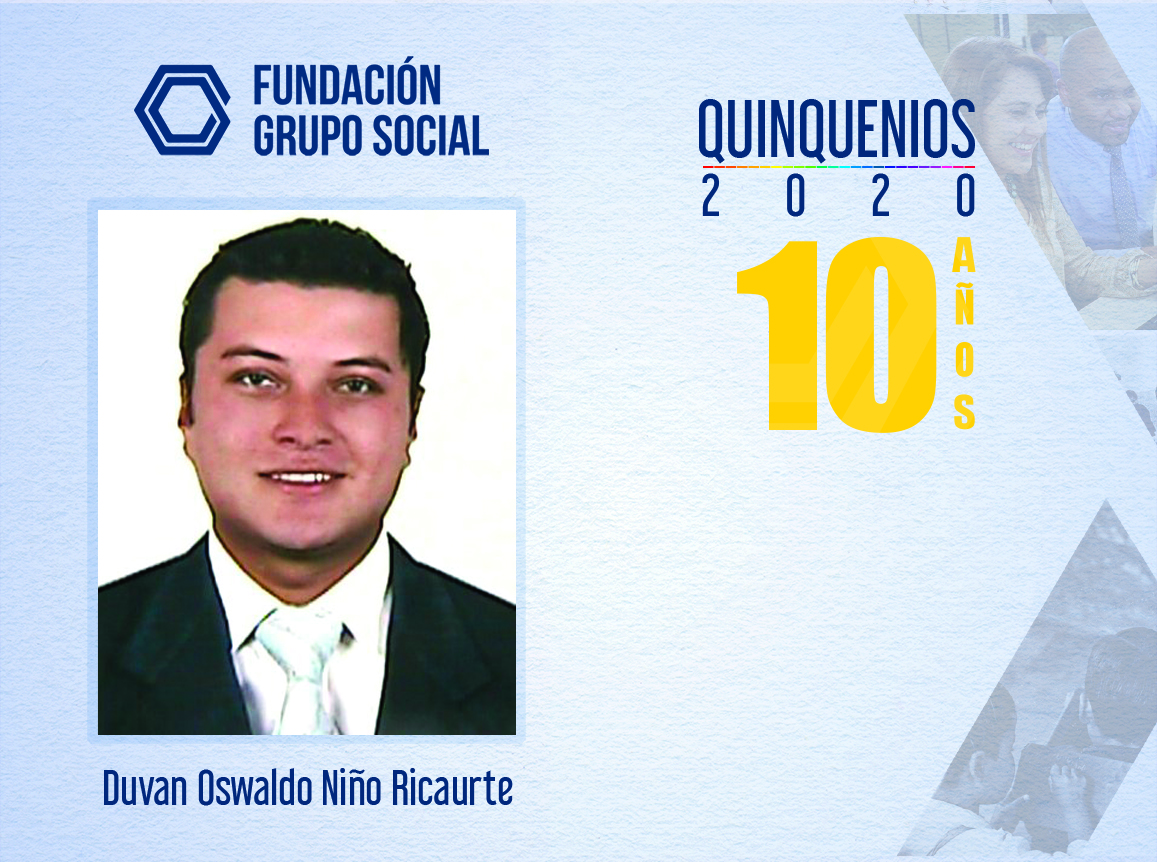 FUNDACIÓN
GRUPO SOCIAL
QUINQUENIOS
2020
10 AÑOS
Duvan Oswaldo Niño Ricaurte